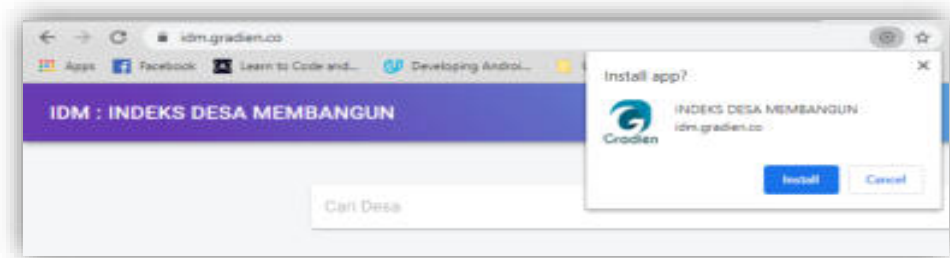 idm.gradien.co
Apps Facebook Learn to Code and... Developing Androi...
IDM : INDEKS DESA MEMBANGUN
Cari Desa
Install app?
Gradien
INDEKS DESA MEMBANGUN
idm.gradien.co
Install Cancel